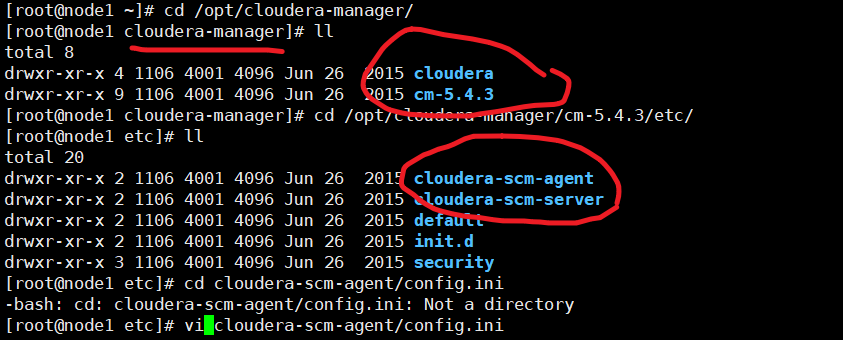 [root@node1 ~]# cd /opt/cloudera-manager/
[root@node1 cloudera-manager]# ll
total 8
drwxr-xr-x 4 1106 4001 4096 Jun 26  2015 cloudera
drwxr-xr-x 9 1106 4001 4096 Jun 26  2015 cm-5.4.3
[root@node1 cloudera-manager]# cd /opt/cloudera-manager/cm-5.4.3/etc/
[root@node1 etc]# ll
total 20
drwxr-xr-x 2 1106 4001 4096 Jun 26  2015 cloudera-scm-agent
drwxr-xr-x 2 1106 4001 4096 Jun 26  2015 cloudera-scm-server
drwxr-xr-x 2 1106 4001 4096 Jun 26  2015 default
drwxr-xr-x 2 1106 4001 4096 Jun 26  2015 init.d
drwxr-xr-x 3 1106 4001 4096 Jun 26  2015 security
[root@node1 etc]# cd cloudera-scm-agent/config.ini
-bash: cd: cloudera-scm-agent/config.ini: Not a directory
[root@node1 etc]# vi cloudera-scm-agent/config.ini